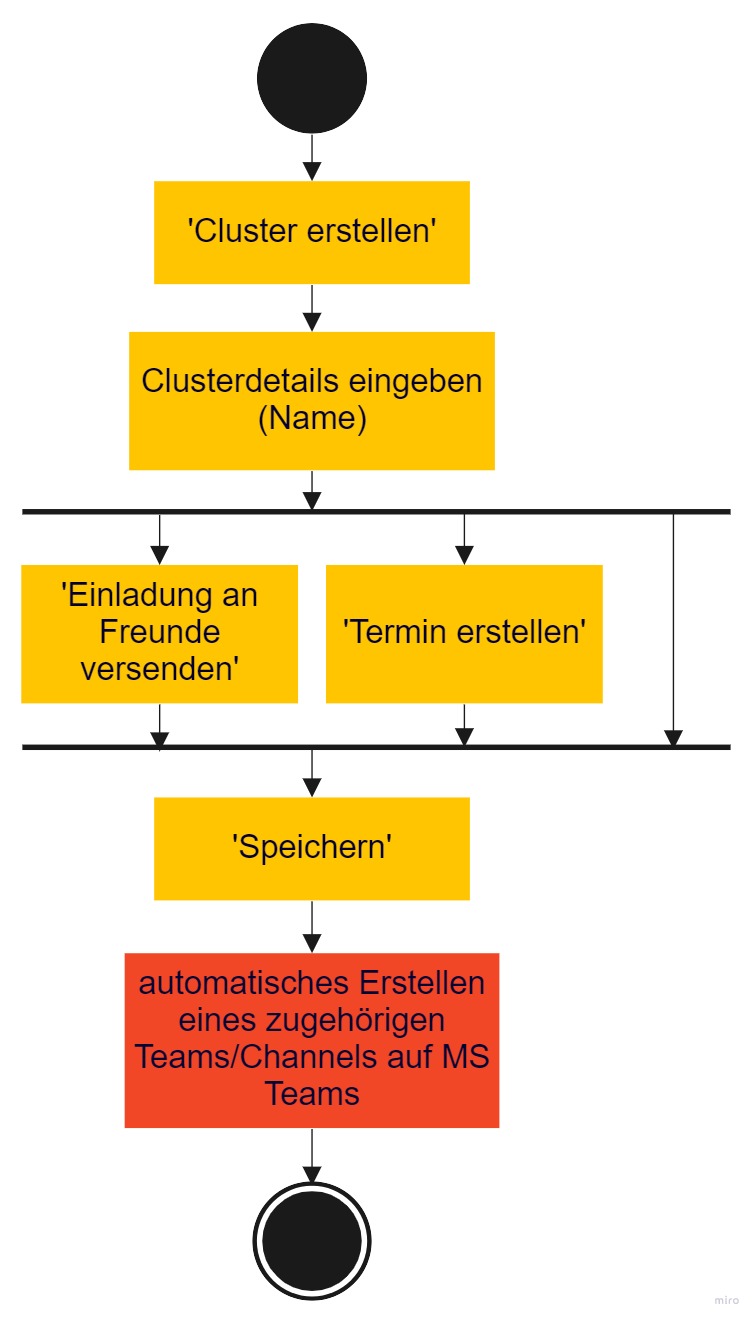 'Cluster erstellen'
Clusterdetails eingeben
(Name)
'Einladung an
Freunde
versenden'
'Termin erstellen'
'Speichern'
automatisches Erstellen
eines zugehörigen
Teams/Channels auf MS
Teams
miro